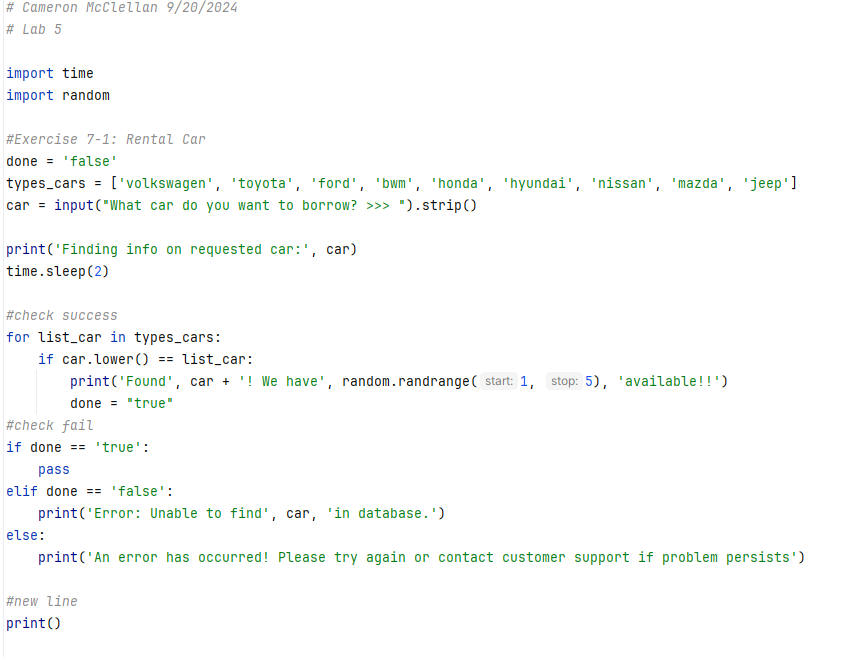 # Cameron McClellan 9/20/2024
# Lab 5
import time
import random
#Exercise 7-1: Rental Car
done = 'false'
types_cars = ['volkswagen', 'toyota', 'ford', 'bwm', 'honda', 'hyundai', 'nissan', 'mazda', 'jeep']
car = input("What car do you want to borrow? >>> ").strip()
print('Finding info on requested car:', car)
time.sleep(2)
#check success
for list_car in types_cars:
    if car.lower() == list_car:
        print('Found', car + '! We have', random.randrange( start: 1, stop: 5), 'available!!')
        done = "true"
#check fail
if done == 'true':
    pass
elif done == 'false':
    print('Error: Unable to find', car, 'in database.')
else:
    print('An error has occurred! Please try again or contact customer support if problem persists')
#new line
print()